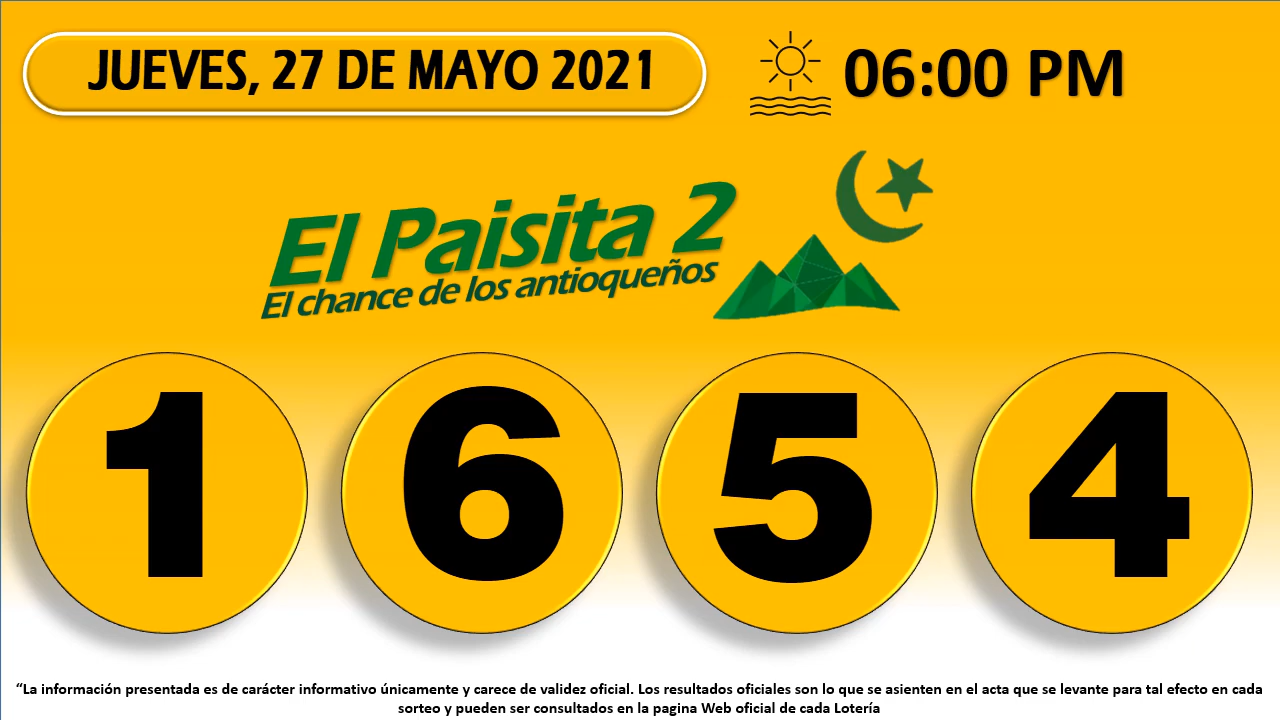 JUEVES, 27 DE MAYO 2021
06:00 PM
El Paisita 2
El chance de los antioqueños
1 6 5 4
“La información presentada es de carácter informativo únicamente y carece de validez oficial. Los resultados oficiales son lo que se asienten en el acta que se levante para tal efecto en cada
sorteo y pueden ser consultados en la pagina Web oficial de cada Lotería